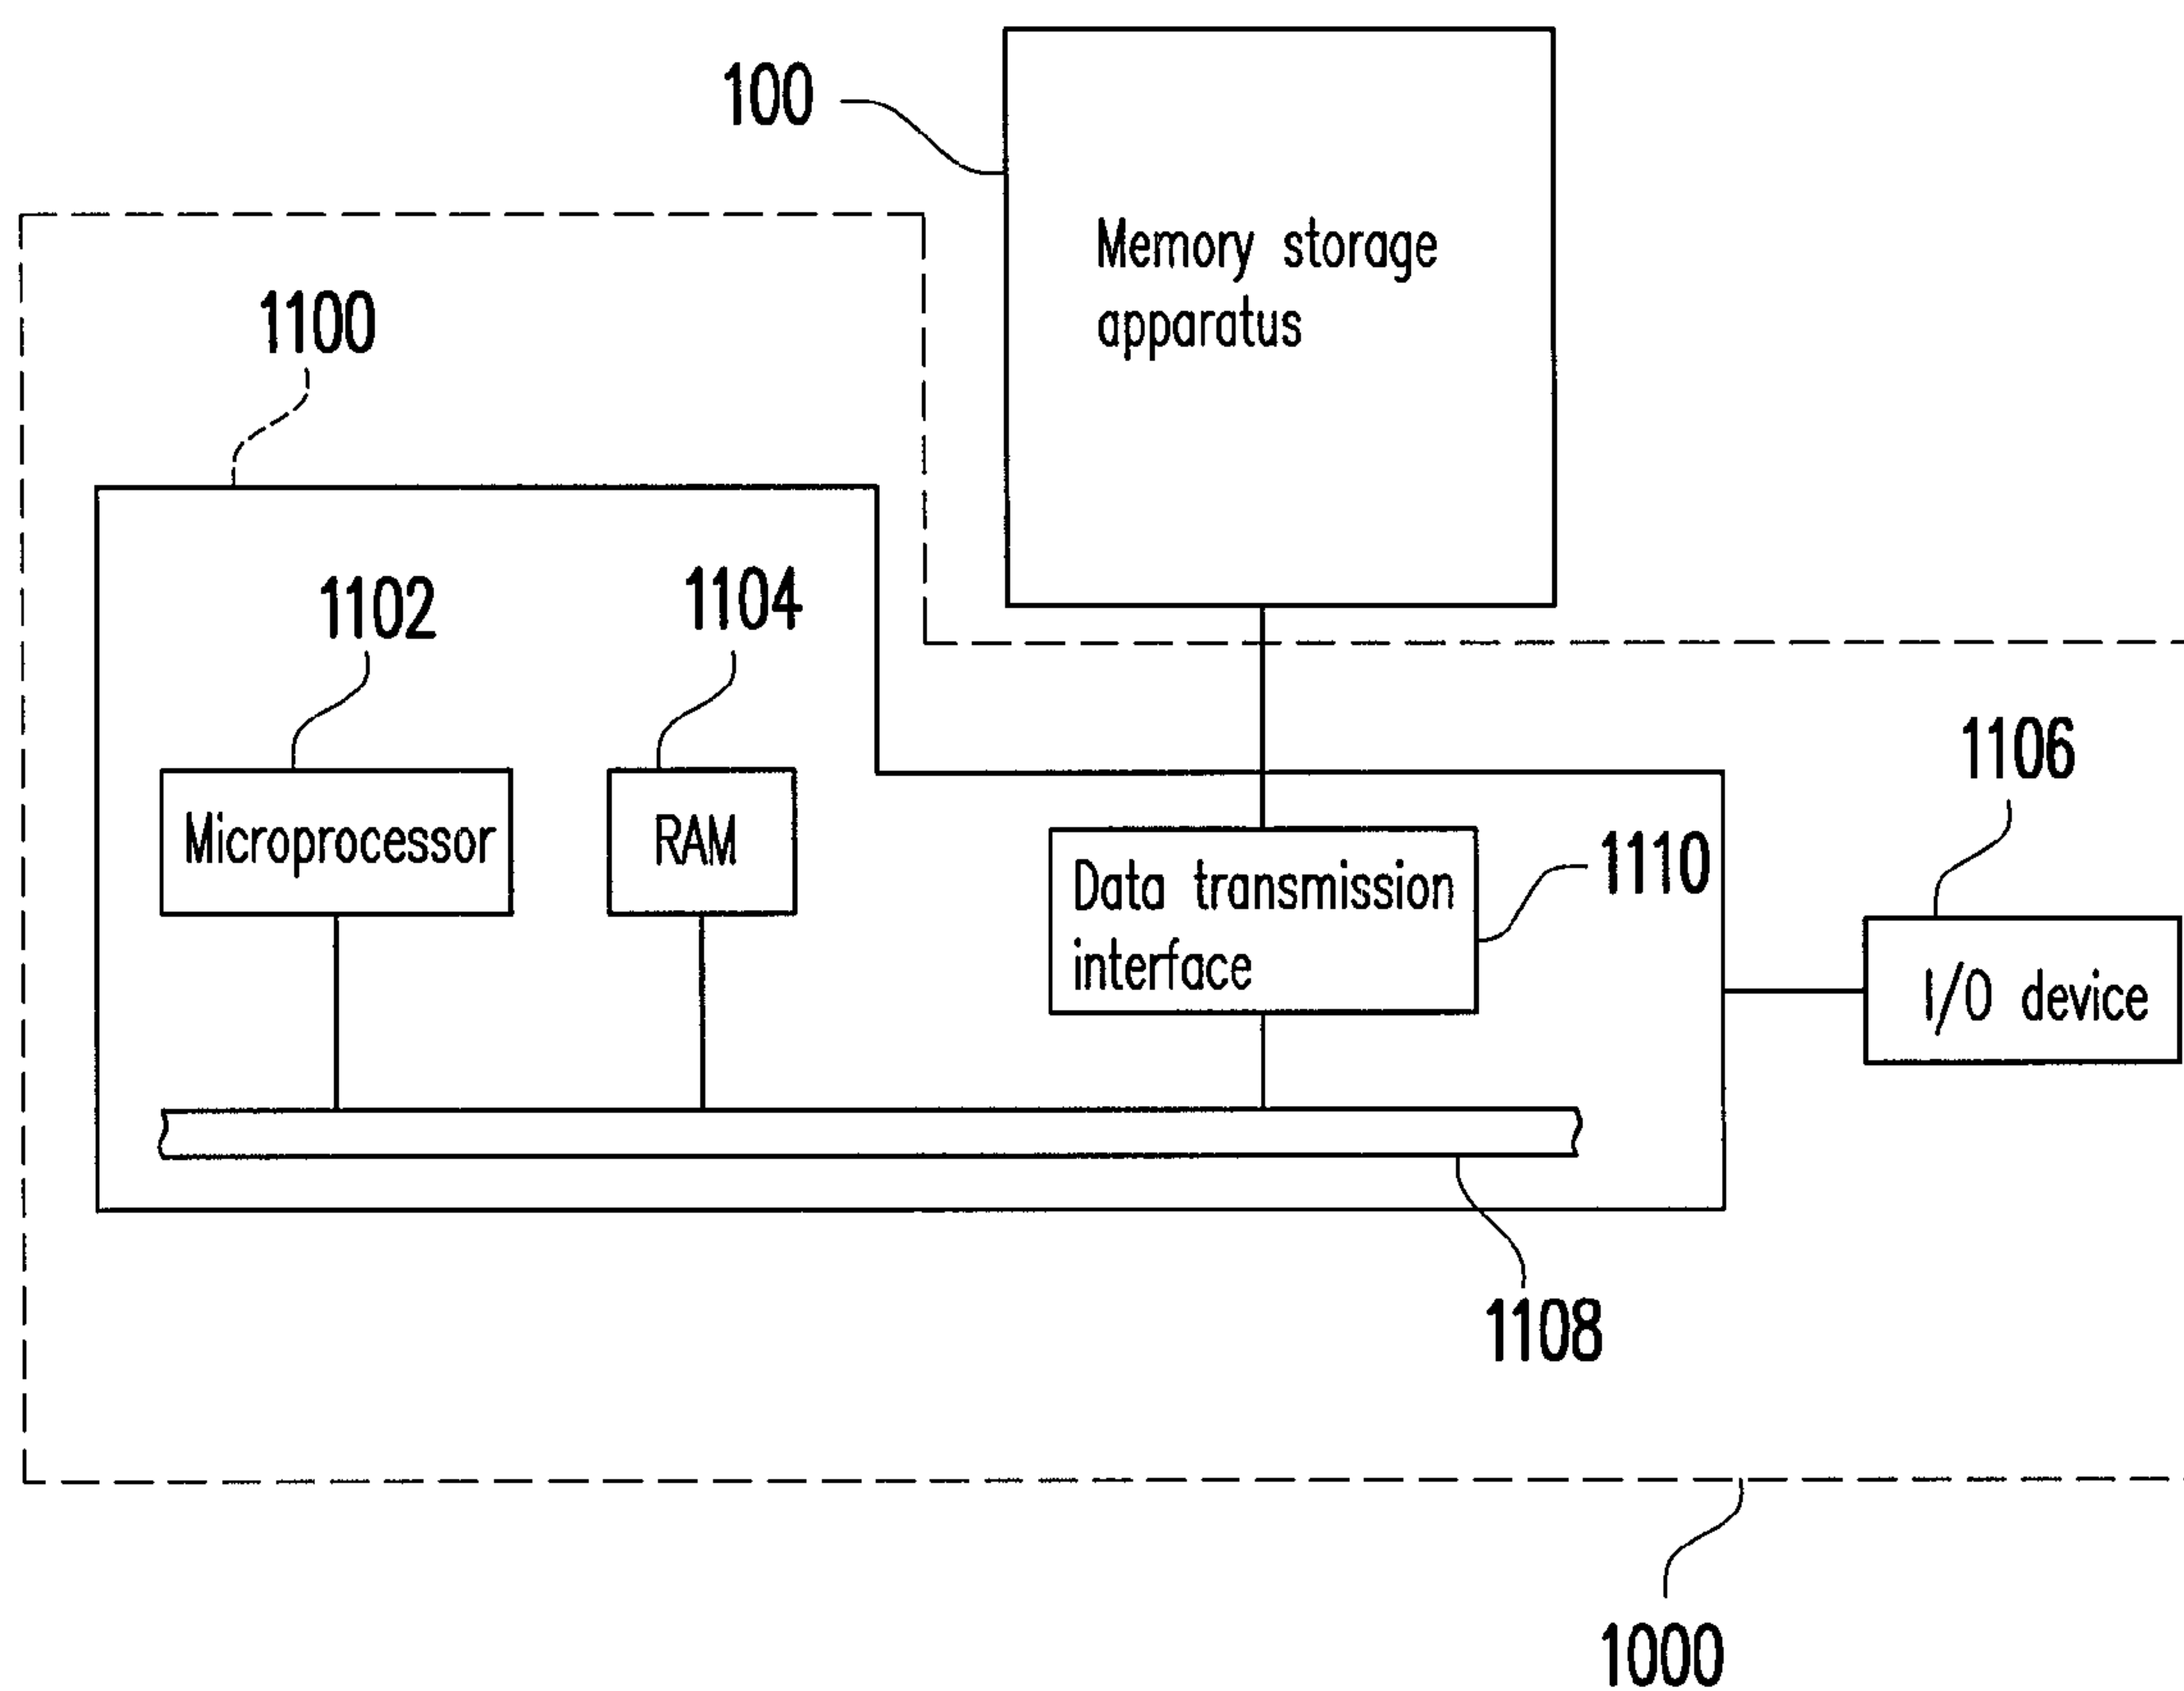 100
Memory storage
apparatus
1100
1102
1104
1106
Microprocessor
RAM
Data transmission
interface
1110
I/O device
1108
1000